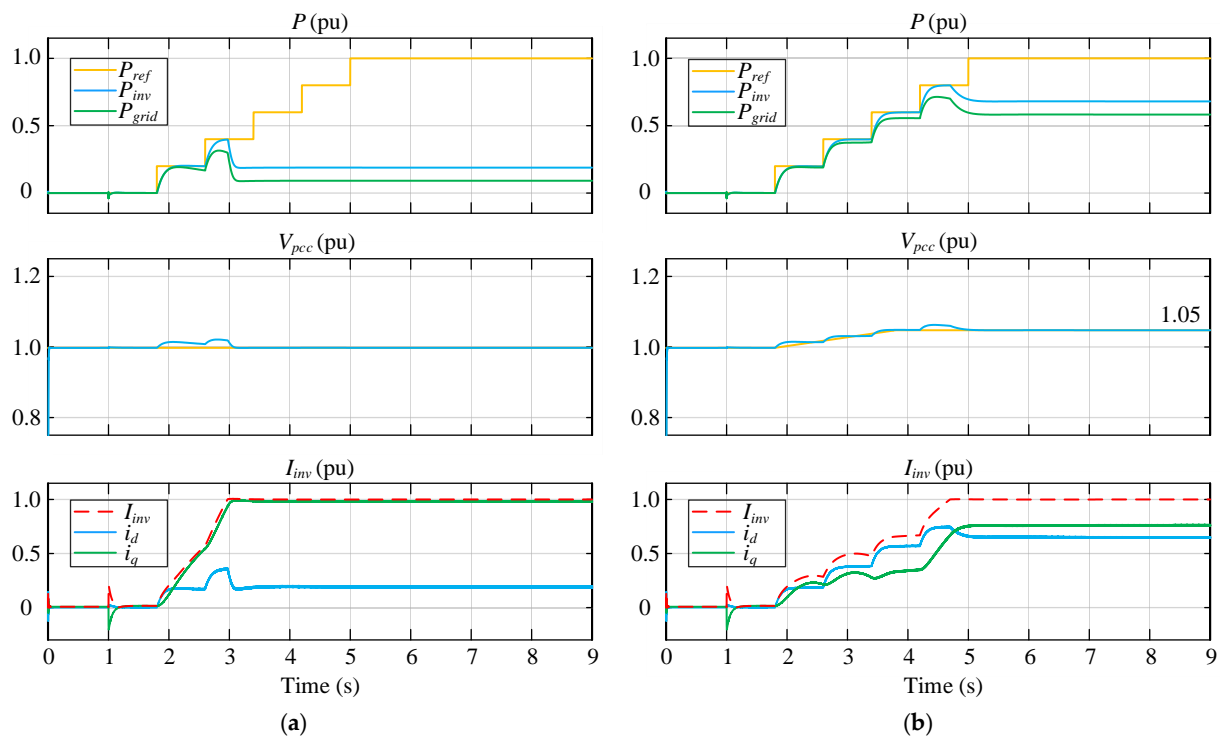 P (pu)
1.0
0.5
0
P_ref
P_inv
P_grid
V_pcc (pu)
1.2
1.0
0.8
I_inv (pu)
1.0
0.5
0
I_inv
i_d
i_q
0 1 2 3 4 5 6 7 8 9
Time (s)
(a)
P (pu)
1.0
0.5
0
P_ref
P_inv
P_grid
V_pcc (pu)
1.2
1.0
0.8
1.05
I_inv (pu)
1.0
0.5
0
I_inv
i_d
i_q
0 1 2 3 4 5 6 7 8 9
Time (s)
(b)